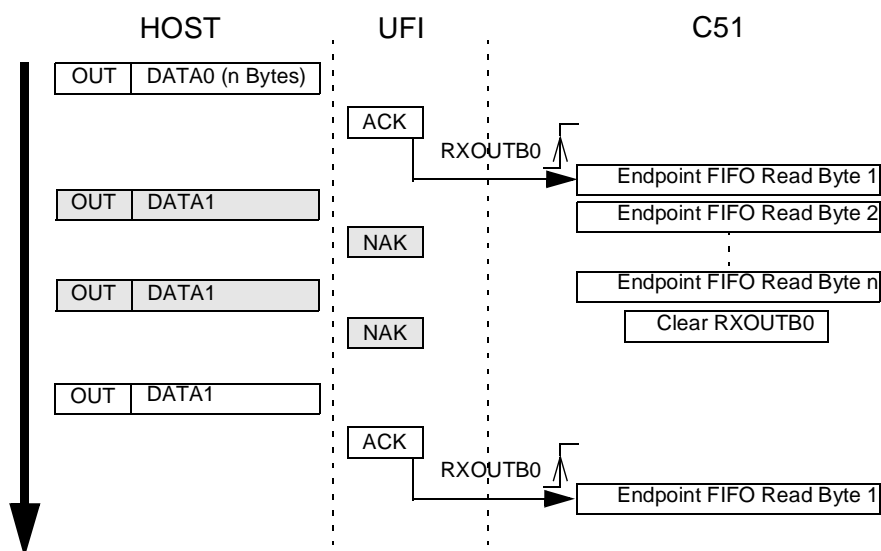 HOST UFI C51
OUT DATA0 (n Bytes)
ACK
RXOUTB0
Endpoint FIFO Read Byte 1
OUT DATA1
Endpoint FIFO Read Byte 2
NAK
OUT DATA1
Endpoint FIFO Read Byte n
NAK
Clear RXOUTB0
OUT DATA1
ACK
RXOUTB0
Endpoint FIFO Read Byte 1